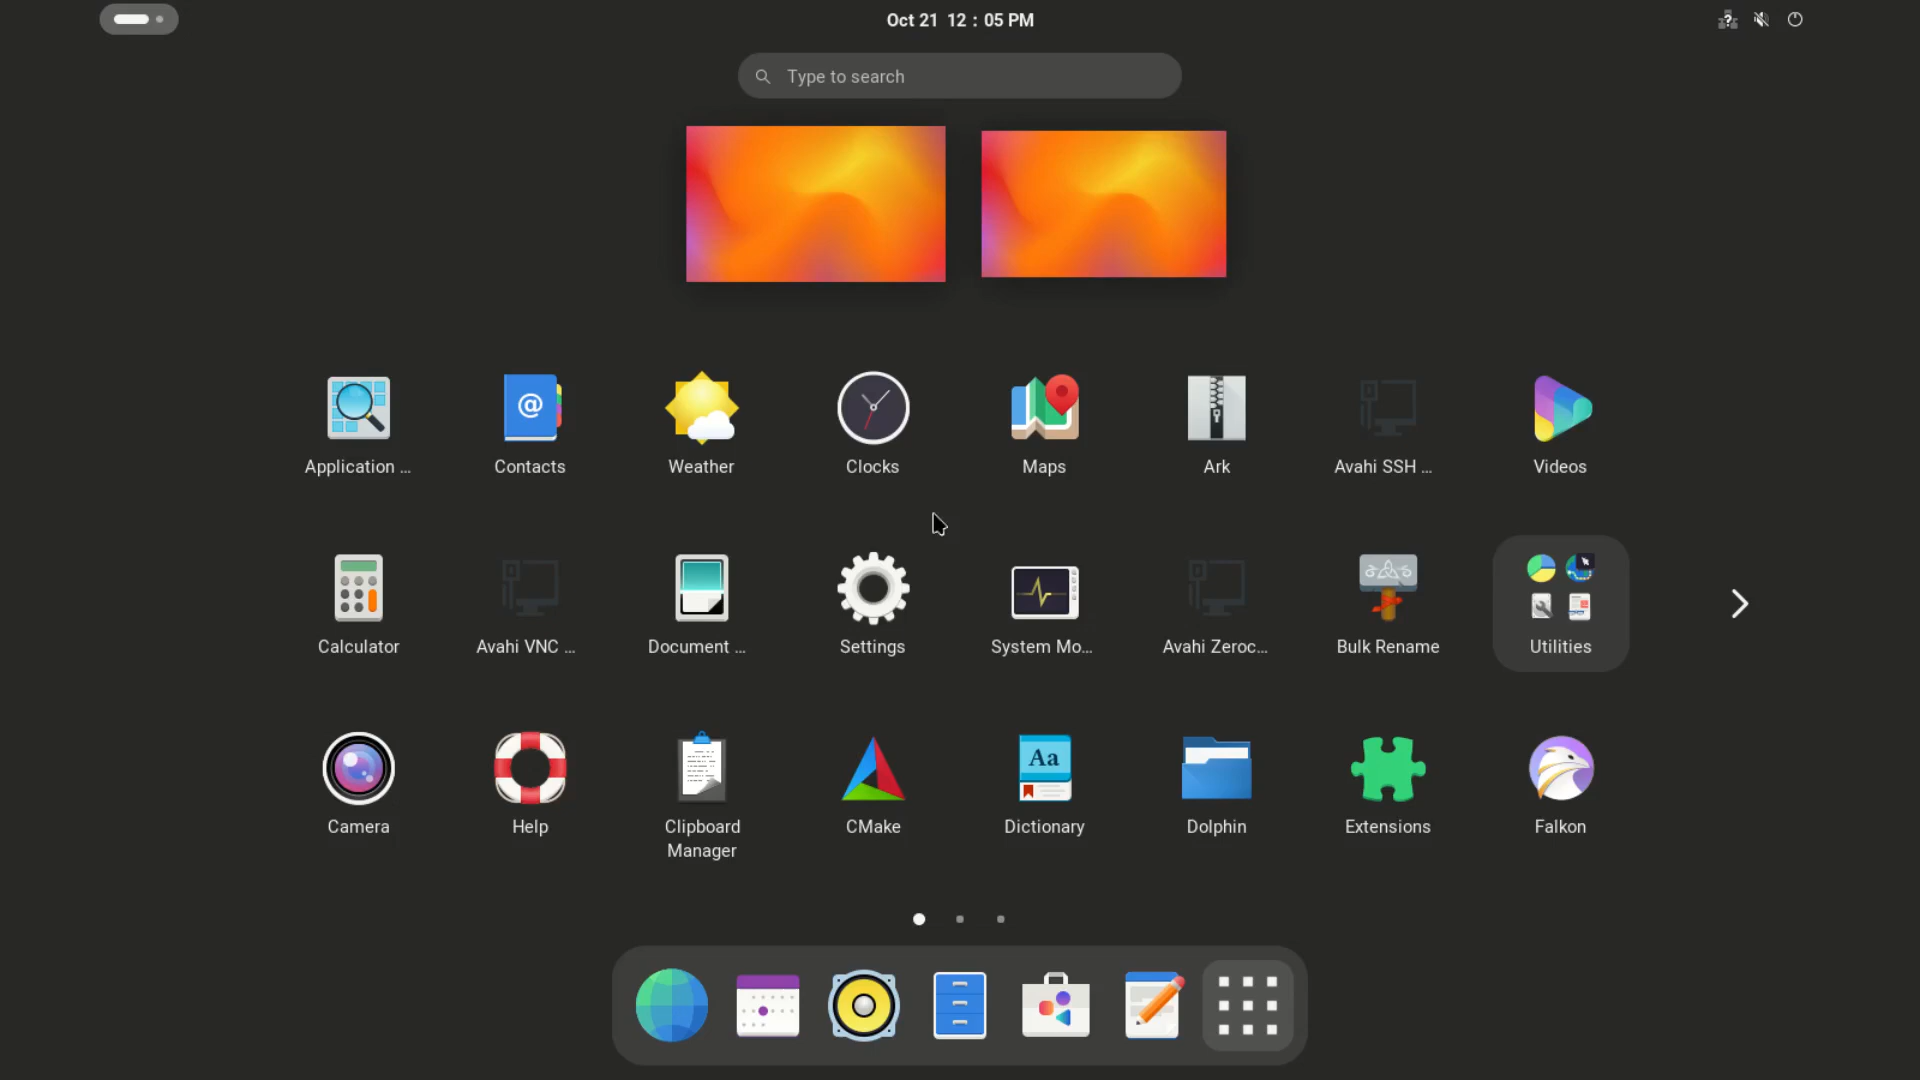 Oct 21 12 : 05 PM
Type to search
Application ...
Contacts
Weather
Clocks
Maps
Ark
Avahi SSH ...
Videos
Calculator
Avahi VNC ...
Document ...
Settings
System Mo...
Avahi Zeroc...
Bulk Rename
Utilities
Camera
Help
Clipboard
Manager
CMake
Dictionary
Dolphin
Extensions
Falkon
@
Aa
?